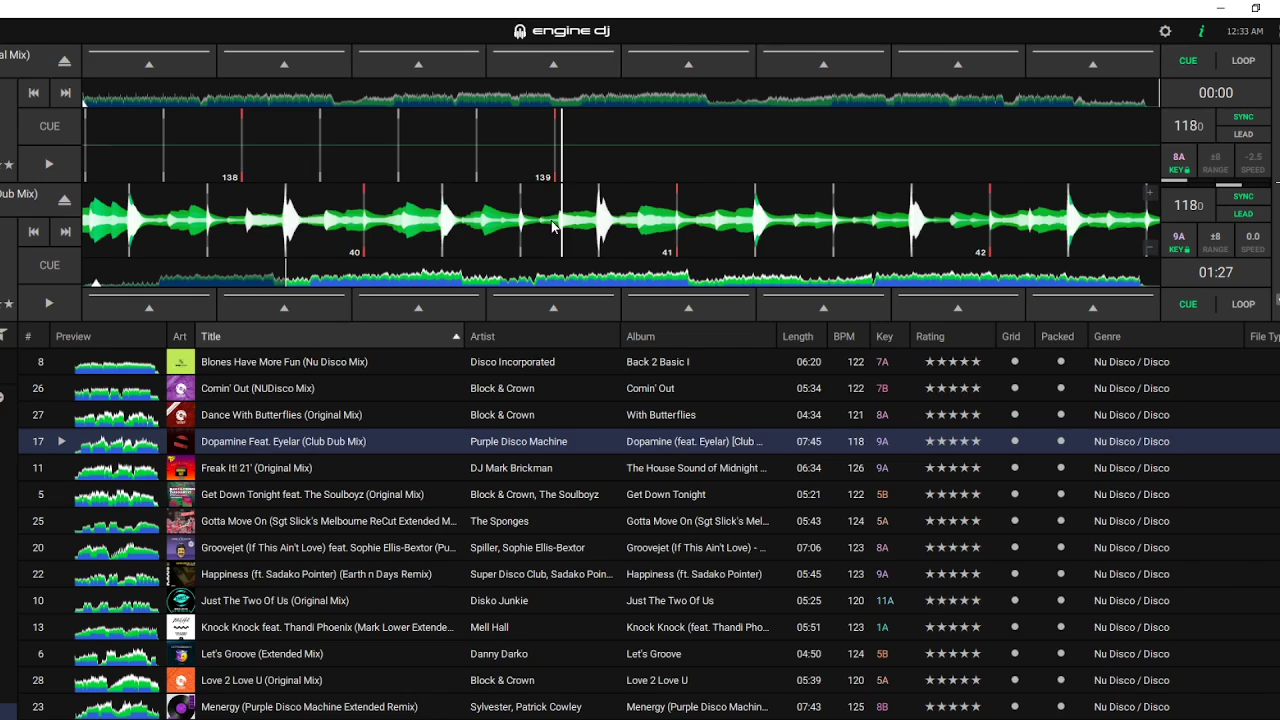 engine dj
i 12:33 AM
al Mix)
CUE LOOP
00:00
CUE
1180 SYNC
LEAD
8A ±8 -2.5
KEY RANGE SPEED
138 139
Dub Mix)
1180 SYNC
LEAD
9A ±8 0.0
KEY RANGE SPEED
40 41 42
CUE
01:27
CUE LOOP
# Preview Art Title Artist Album Length BPM Key Rating Grid Packed Genre File Typ
8 Blones Have More Fun (Nu Disco Mix) Disco Incorporated Back 2 Basic I 06:20 122 7A ★★★★★ Nu Disco / Disco
26 Comin' Out (NUDisco Mix) Block & Crown Comin' Out 05:34 122 7B ★★★★★ Nu Disco / Disco
27 Dance With Butterflies (Original Mix) Block & Crown With Butterflies 04:34 121 8A ★★★★★ Nu Disco / Disco
17 Dopamine Feat. Eyelar (Club Dub Mix) Purple Disco Machine Dopamine (feat. Eyelar) [Club ... 07:45 118 9A ★★★★★ Nu Disco / Disco
11 Freak It! 21' (Original Mix) DJ Mark Brickman The House Sound of Midnight ... 06:34 126 9A ★★★★★ Nu Disco / Disco
5 Get Down Tonight feat. The Soulboyz (Original Mix) Block & Crown, The Soulboyz Get Down Tonight 05:21 122 5B ★★★★★ Nu Disco / Disco
25 Gotta Move On (Sgt Slick's Melbourne ReCut Extended M... The Sponges Gotta Move On (Sgt Slick's Mel... 05:43 124 5A ★★★★★ Nu Disco / Disco
20 Groovejet (If This Ain't Love) feat. Sophie Ellis-Bextor (Pu... Spiller, Sophie Ellis-Bextor Groovejet (If This Ain't Love) - ... 07:06 123 8A ★★★★★ Nu Disco / Disco
22 Happiness (ft. Sadako Pointer) (Earth n Days Remix) Super Disco Club, Sadako Poin... Happiness (ft. Sadako Pointer) 05:45 123 9A ★★★★★ Nu Disco / Disco
10 Just The Two Of Us (Original Mix) Disko Junkie Just The Two Of Us 05:25 120 11A ★★★★★ Nu Disco / Disco
13 Knock Knock feat. Thandi Phoenix (Mark Lower Extende... Mell Hall Knock Knock (feat. Thandi Pho... 05:51 123 1A ★★★★★ Nu Disco / Disco
6 Let's Groove (Extended Mix) Danny Darko Let's Groove 04:50 124 5B ★★★★★ Nu Disco / Disco
28 Love 2 Love U (Original Mix) Block & Crown Love 2 Love U 05:39 120 5A ★★★★★ Nu Disco / Disco
23 Menergy (Purple Disco Machine Extended Remix) Sylvester, Patrick Cowley Menergy (Purple Disco Machin... 07:43 125 8B ★★★★★ Nu Disco / Disco